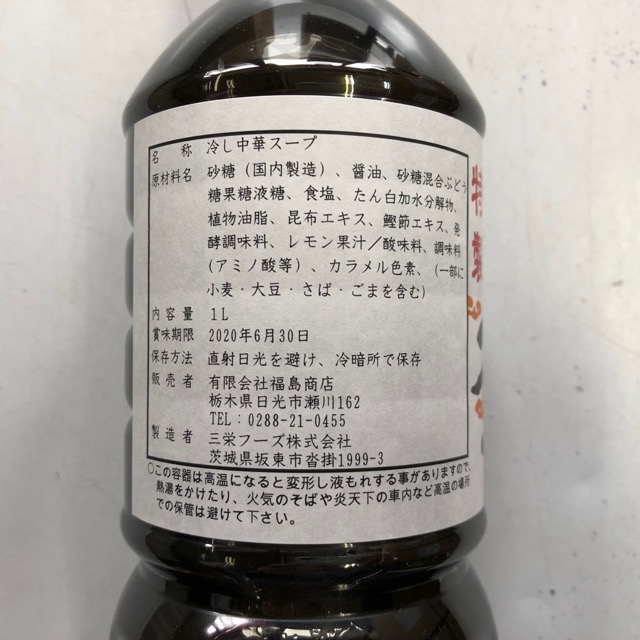 名称 冷し中華スープ
原材料名 砂糖（国内製造）、醤油、砂糖混合ぶどう
糖果糖液糖、食塩、たん白加水分解物、
植物油脂、昆布エキス、鰹節エキス、発
酵調味料、レモン果汁／酸味料、調味料
（アミノ酸等）、カラメル色素、（一部に
小麦・大豆・さば・ごまを含む）
内容量 1L
賞味期限 2020年6月30日
保存方法 直射日光を避け、冷暗所で保存
販売者 有限会社福島商店
栃木県日光市瀬川162
TEL：0288-21-0455
製造者 三栄フーズ株式会社
茨城県坂東市沓掛1999-3
○この容器は高温になると変形し液もれする事がありますので、
熱湯をかけたり、火気のそばや炎天下の車内など高温の場所
での保管は避けて下さい。
特製